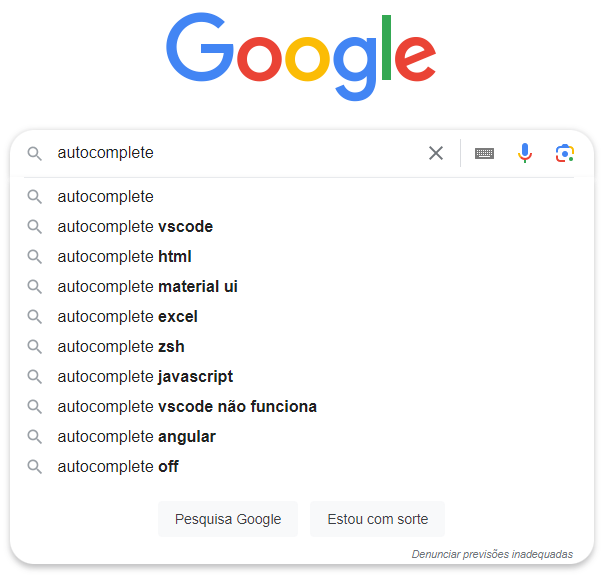 Google
autocomplete
autocomplete
autocomplete vscode
autocomplete html
autocomplete material ui
autocomplete excel
autocomplete zsh
autocomplete javascript
autocomplete vscode não funciona
autocomplete angular
autocomplete off
Pesquisa Google Estou com sorte
Denunciar previsões inadequadas